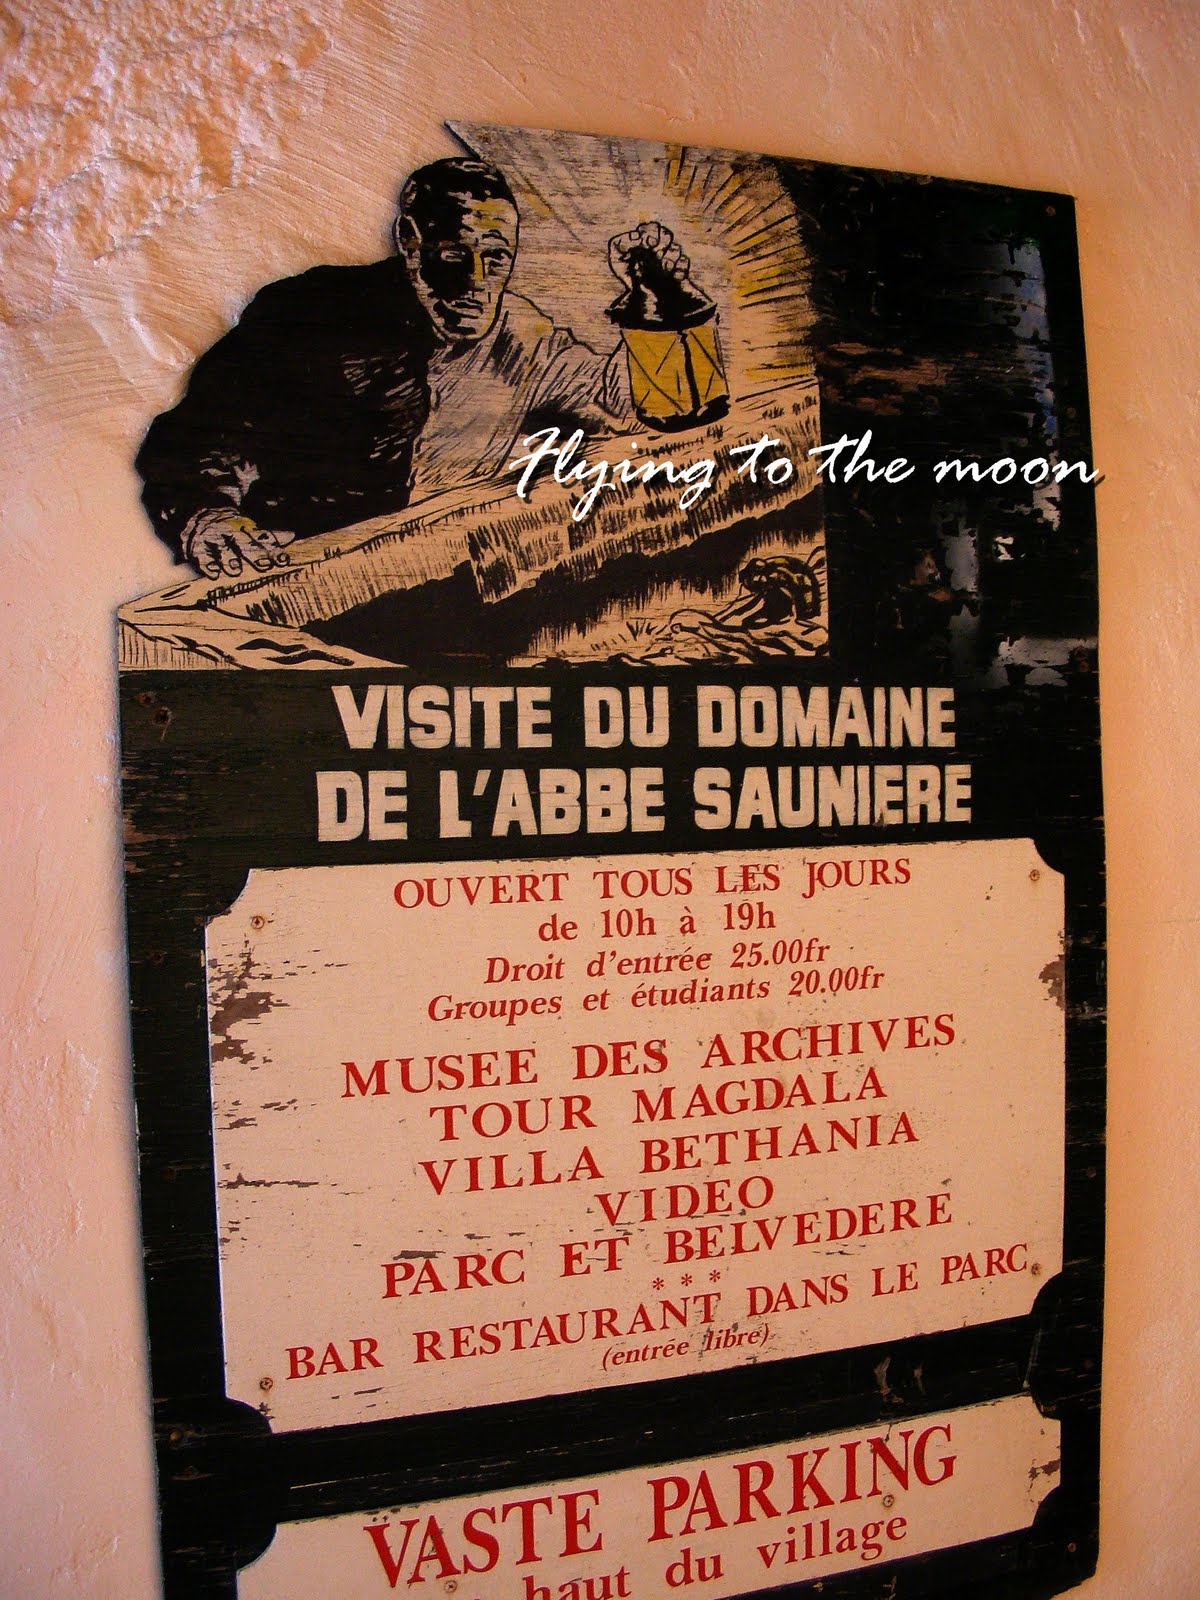 Flying to the moon
VISITE DU DOMAINE
DE L'ABBE SAUNIERE
OUVERT TOUS LES JOURS
de 10h à 19h
Droit d'entrée 25.00fr
Groupes et étudiants 20.00fr
MUSEE DES ARCHIVES
TOUR MAGDALA
VILLA BETHANIA
VIDEO
PARC ET BELVEDERE
***
BAR RESTAURANT DANS LE PARC
(entrée libre)
VASTE PARKING
haut du village